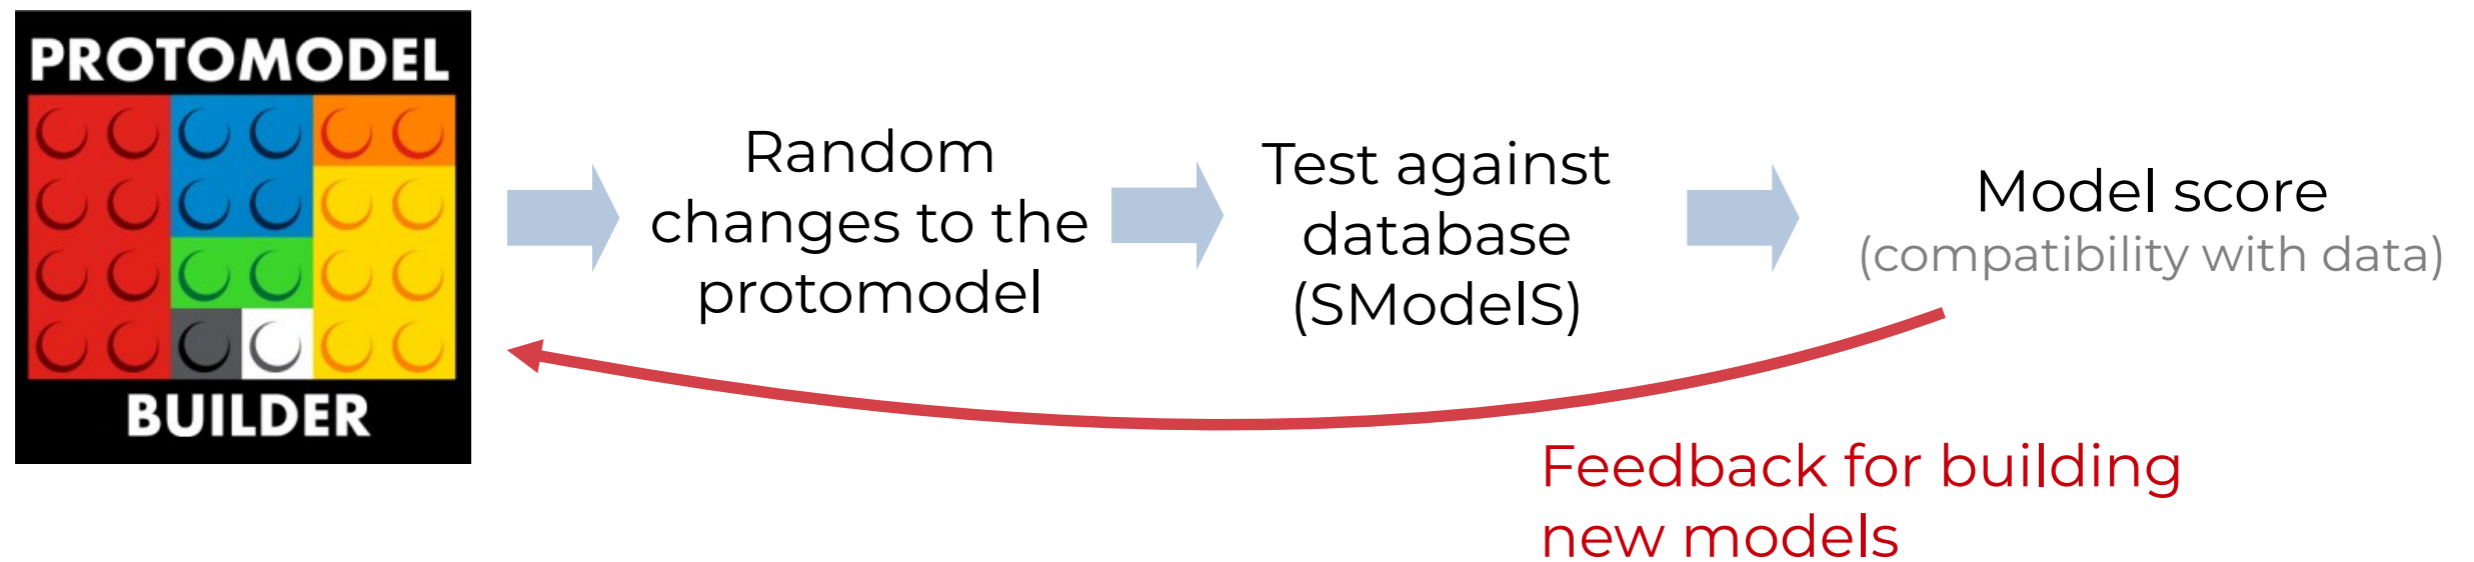 PROTOMODEL
BUILDER
Random
changes to the
protomodel
Test against
database
(SModelS)
Model score
(compatibility with data)
Feedback for building
new models